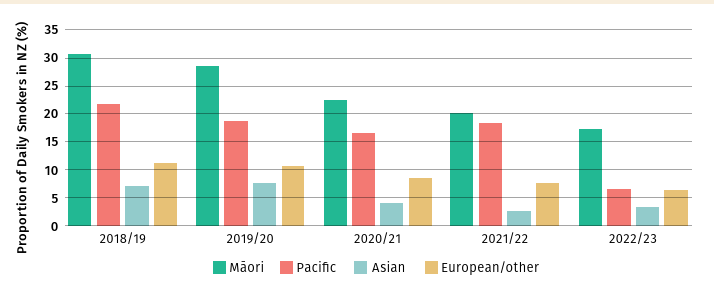 Proportion of Daily Smokers in NZ (%)
35
30
25
20
15
10
5
0
2018/19 2019/20 2020/21 2021/22 2022/23
Māori Pacific Asian European/other